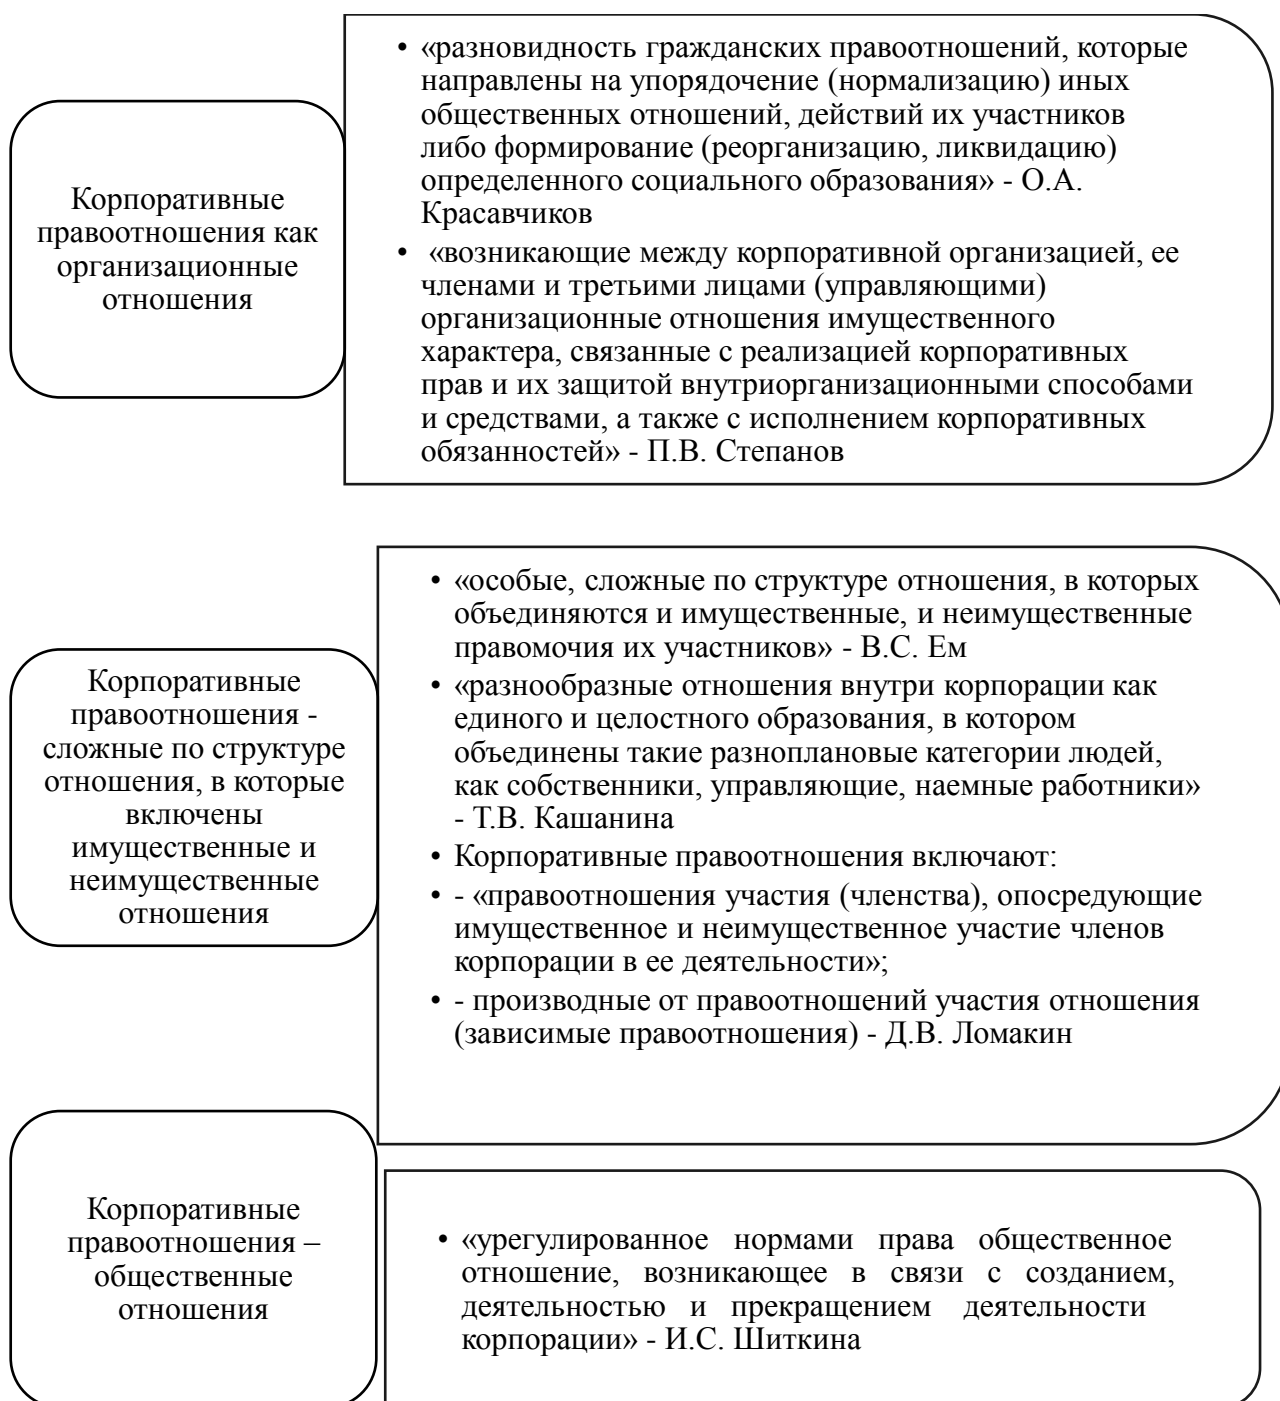 Корпоративные
правоотношения как
организационные
отношения
• «разновидность гражданских правоотношений, которые
направлены на упорядочение (нормализацию) иных
общественных отношений, действий их участников
либо формирование (реорганизацию, ликвидацию)
определенного социального образования» - О.А.
Красавчиков
• «возникающие между корпоративной организацией, ее
членами и третьими лицами (управляющими)
организационные отношения имущественного
характера, связанные с реализацией корпоративных
прав и их защитой внутриорганизационными способами
и средствами, а также с исполнением корпоративных
обязанностей» - П.В. Степанов
Корпоративные
правоотношения -
сложные по структуре
отношения, в которые
включены
имущественные и
неимущественные
отношения
• «особые, сложные по структуре отношения, в которых
объединяются и имущественные, и неимущественные
правомочия их участников» - В.С. Ем
• «разнообразные отношения внутри корпорации как
единого и целостного образования, в котором
объединены такие разноплановые категории людей,
как собственники, управляющие, наемные работники»
- Т.В. Кашанина
• Корпоративные правоотношения включают:
• - «правоотношения участия (членства), опосредующие
имущественное и неимущественное участие членов
корпорации в ее деятельности»;
• - производные от правоотношений участия отношения
(зависимые правоотношения) - Д.В. Ломакин
Корпоративные
правоотношения –
общественные
отношения
• «урегулированное нормами права общественное
отношение, возникающее в связи с созданием,
деятельностью и прекращением деятельности
корпорации» - И.С. Шиткина